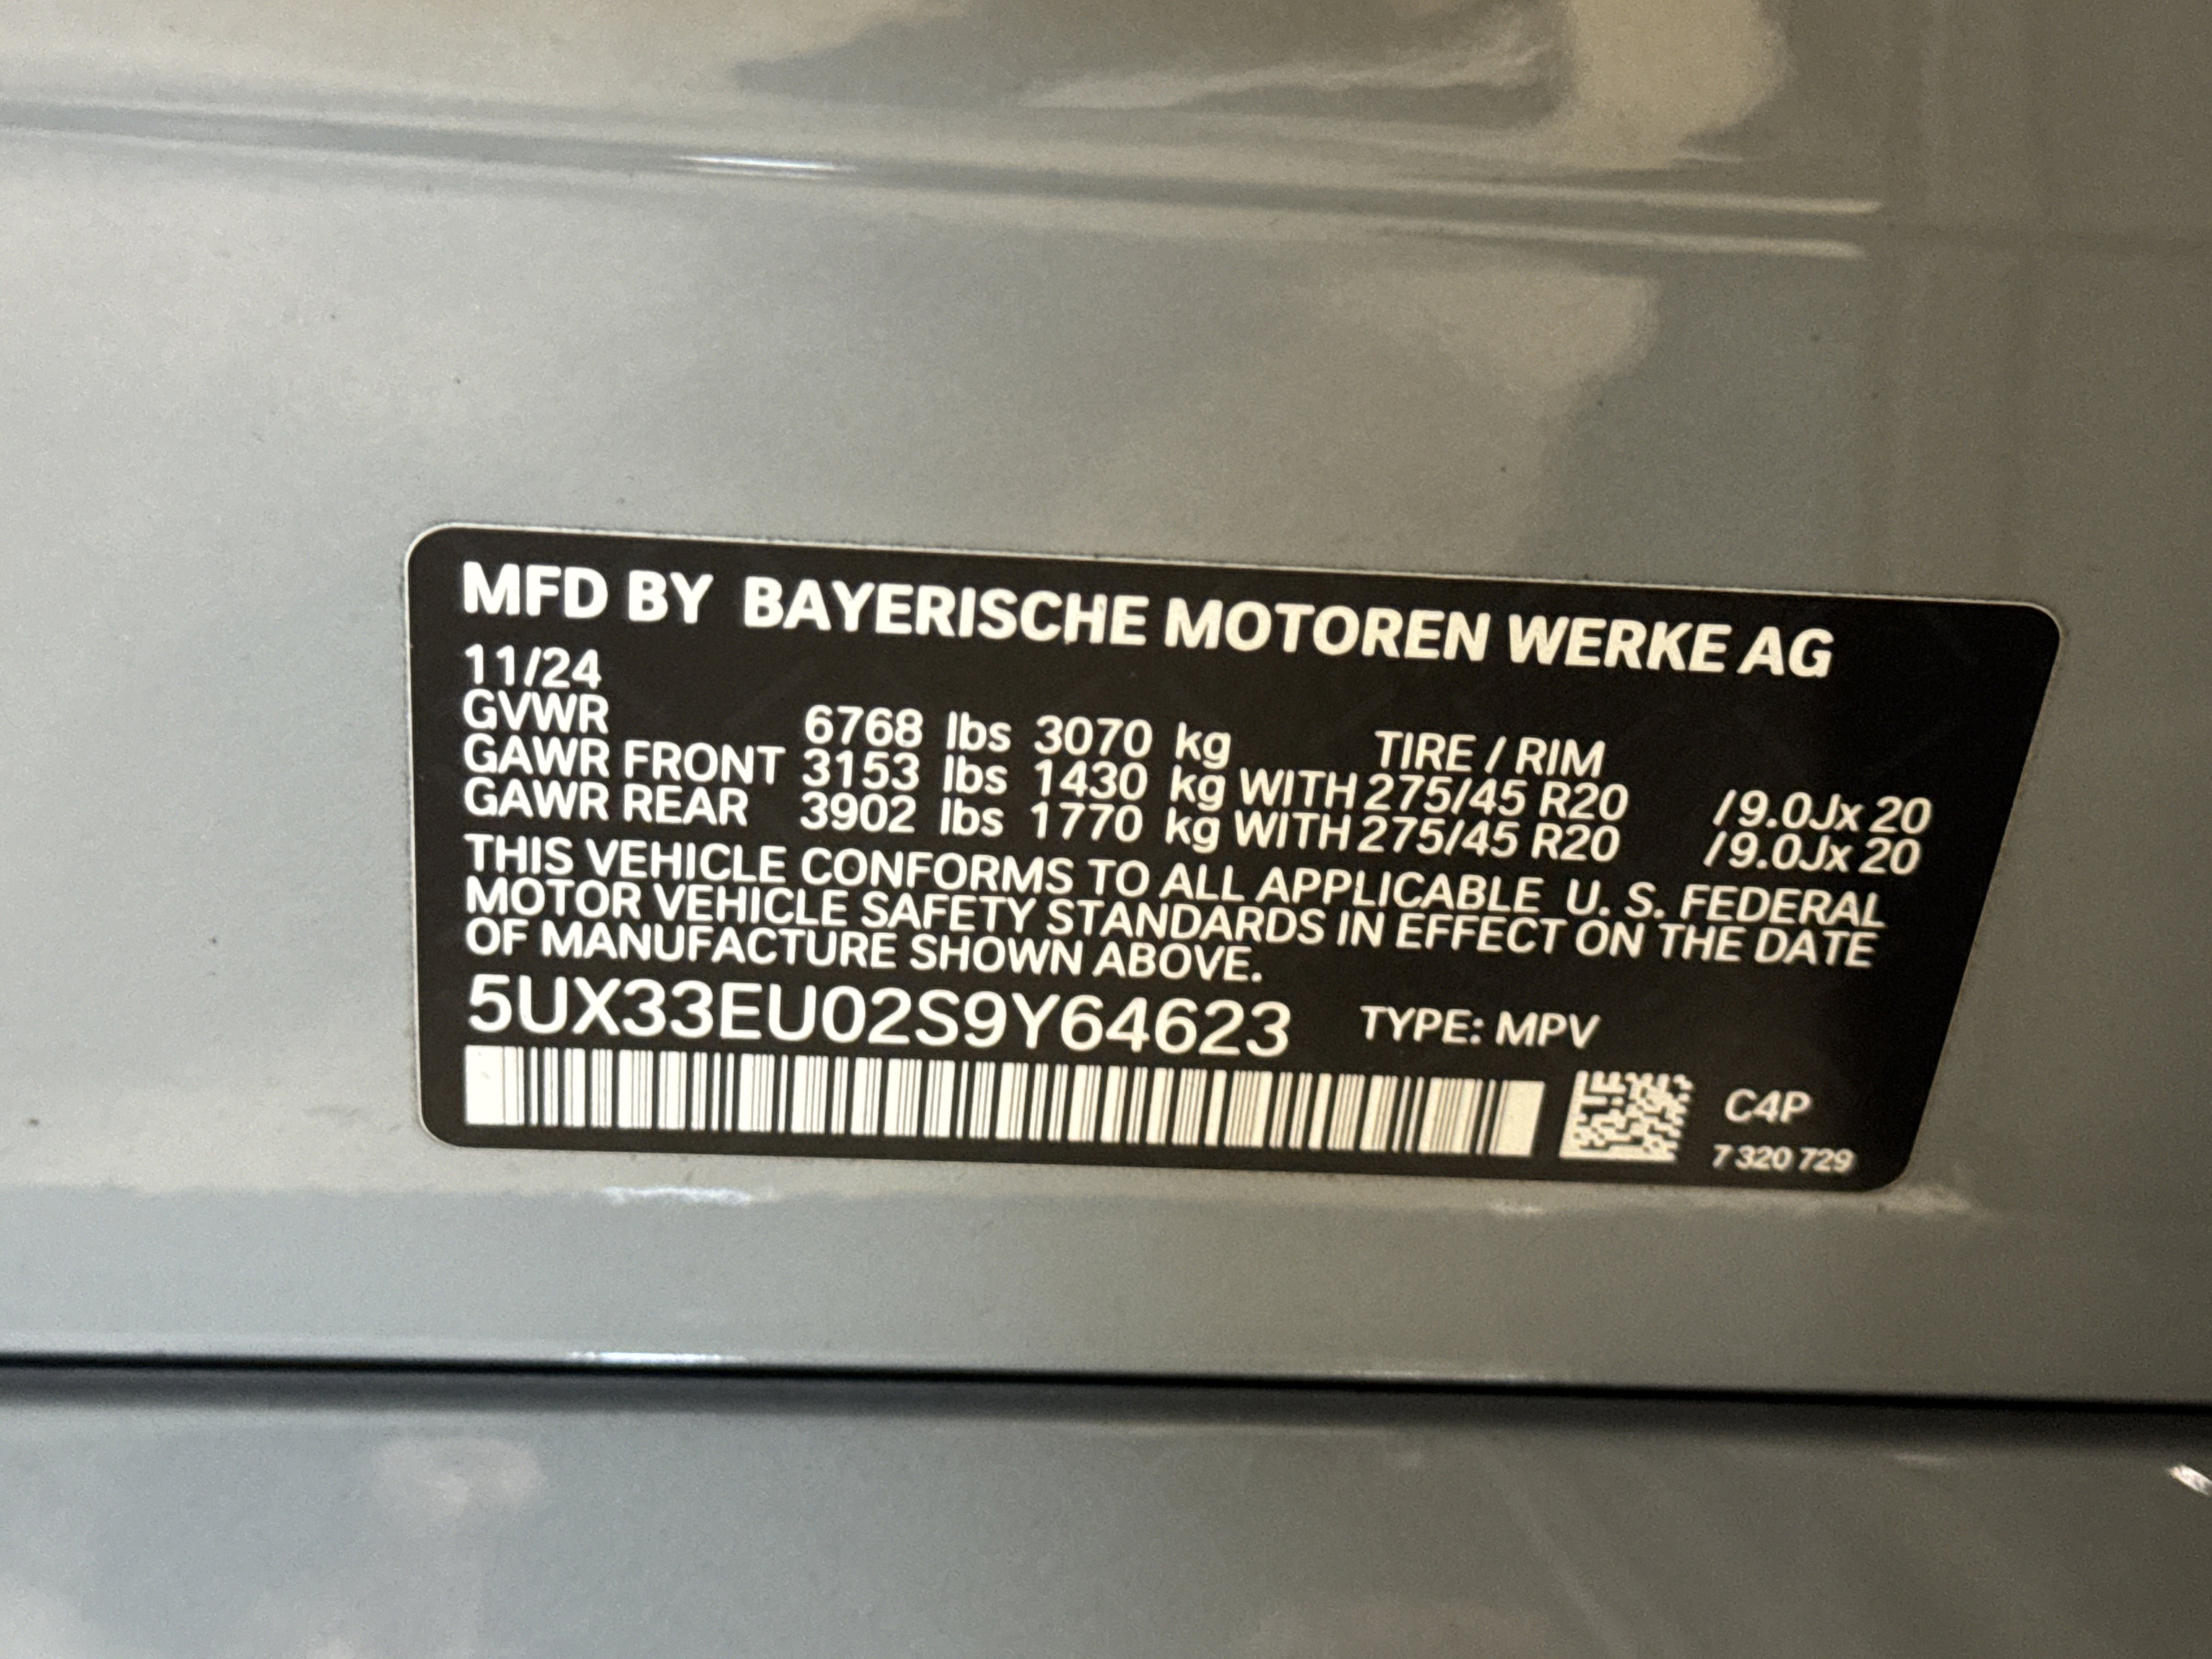 MFD BY BAYERISCHE MOTOREN WERKE AG
11/24
GVWR 6768 lbs 3070 kg TIRE / RIM
GAWR FRONT 3153 lbs 1430 kg WITH 275/45 R20 /9.0Jx 20
GAWR REAR 3902 lbs 1770 kg WITH 275/45 R20 /9.0Jx 20
THIS VEHICLE CONFORMS TO ALL APPLICABLE U. S. FEDERAL
MOTOR VEHICLE SAFETY STANDARDS IN EFFECT ON THE DATE
OF MANUFACTURE SHOWN ABOVE.
5UX33EU02S9Y64623 TYPE: MPV
C4P
7 320 729